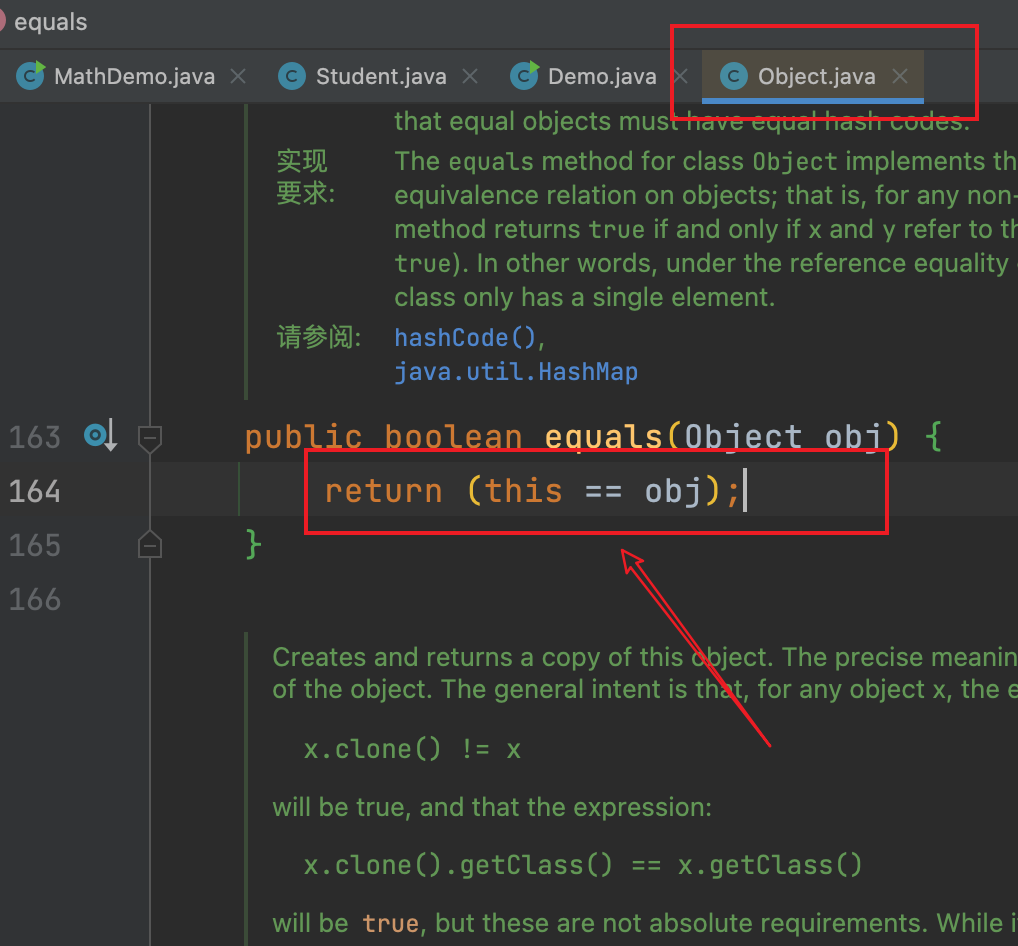 equals
MathDemo.java Student.java Demo.java Object.java
that equal objects must have equal hash codes.
实现 The equals method for class Object implements
要求: equivalence relation on objects; that is, for any non-
method returns true if and only if x and y refer to
true). In other words, under the reference equality
class only has a single element.
请参阅: hashCode(),
java.util.HashMap
163 public boolean equals(Object obj) {
164 return (this == obj);
165 }
166
Creates and returns a copy of this object. The precise
of the object. The general intent is that, for any object x, the
x.clone() != x
will be true, and that the expression:
x.clone().getClass() == x.getClass()
will be true, but these are not absolute requirements. While